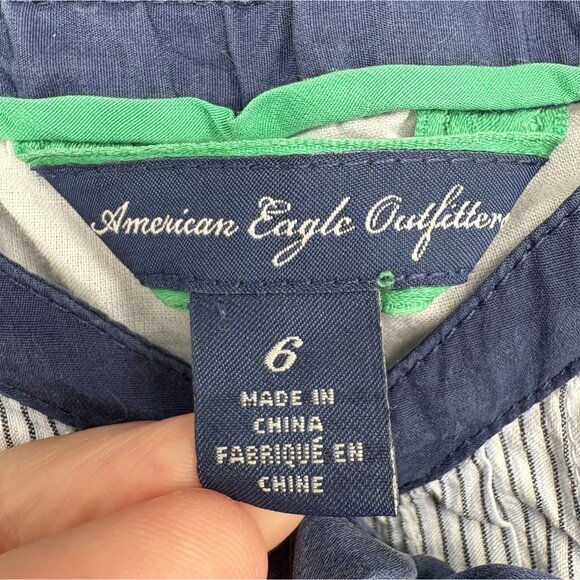 American Eagle Outfitters
6
MADE IN
CHINA
FABRIQUÉ EN
CHINE